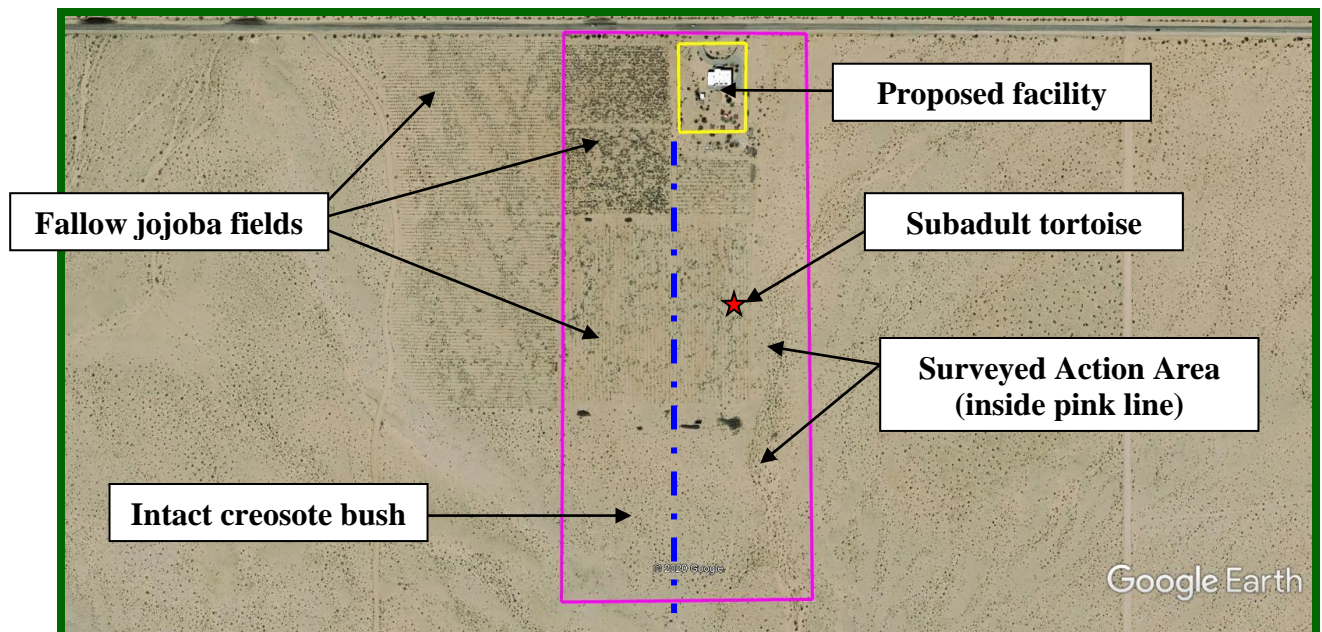 Proposed facility
Fallow jojoba fields
Subadult tortoise
Surveyed Action Area
(inside pink line)
Intact creosote bush
© 2020 Google
Google Earth